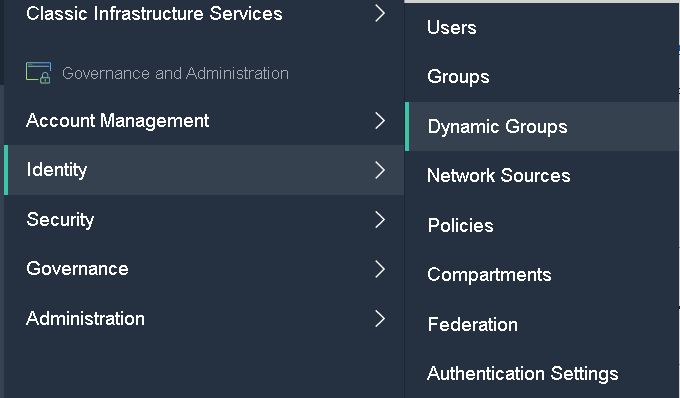 Classic Infrastructure Services
Governance and Administration
Account Management
Identity
Security
Governance
Administration
Users
Groups
Dynamic Groups
Network Sources
Policies
Compartments
Federation
Authentication Settings